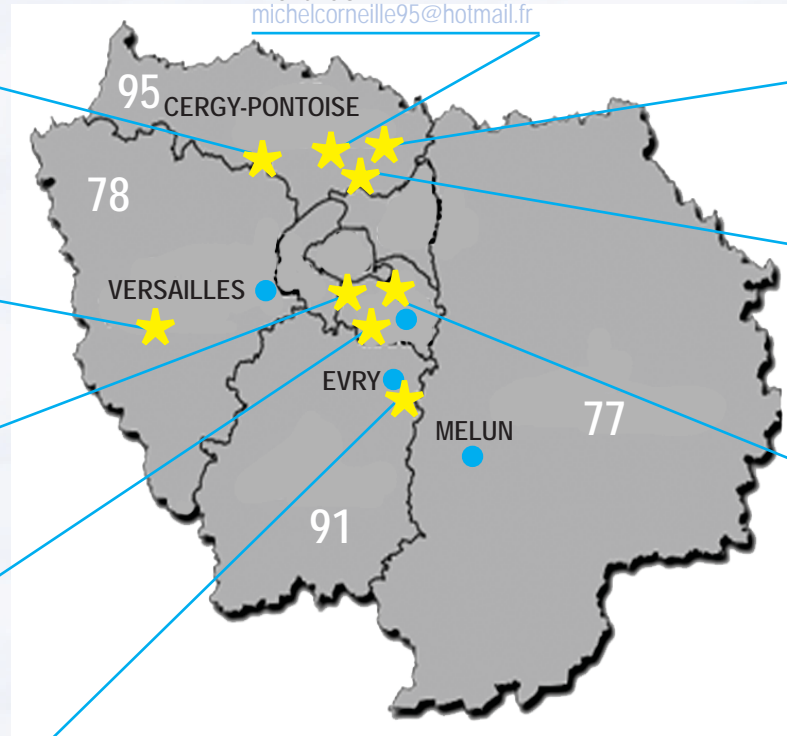 michelcorneille95@hotmail.fr
95
CERGY-PONTOISE
78
VERSAILLES
EVRY
MELUN
77
91